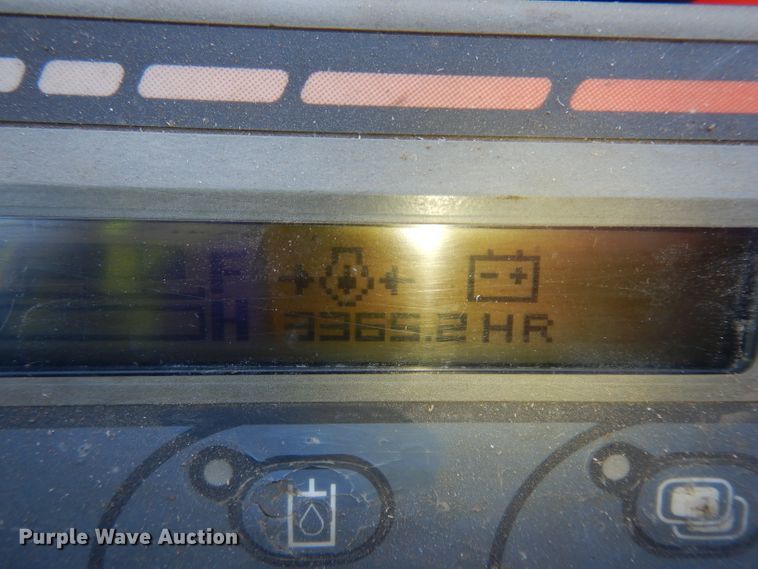 F
H
3365.2 HR
Purple Wave Auction